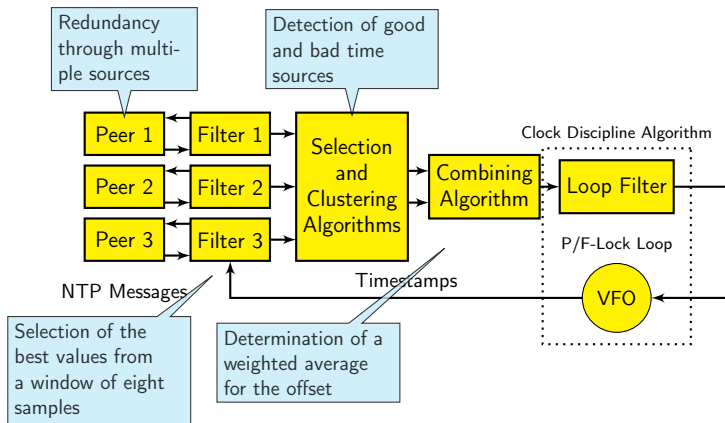 Redundancy
through multi-
ple sources
Detection of good
and bad time
sources
Peer 1
Filter 1
Peer 2
Filter 2
Peer 3
Filter 3
Selection
and
Clustering
Algorithms
Combining
Algorithm
Clock Discipline Algorithm
Loop Filter
P/F-Lock Loop
VFO
NTP Messages
Timestamps
Selection of the
best values from
a window of eight
samples
Determination of a
weighted average
for the offset